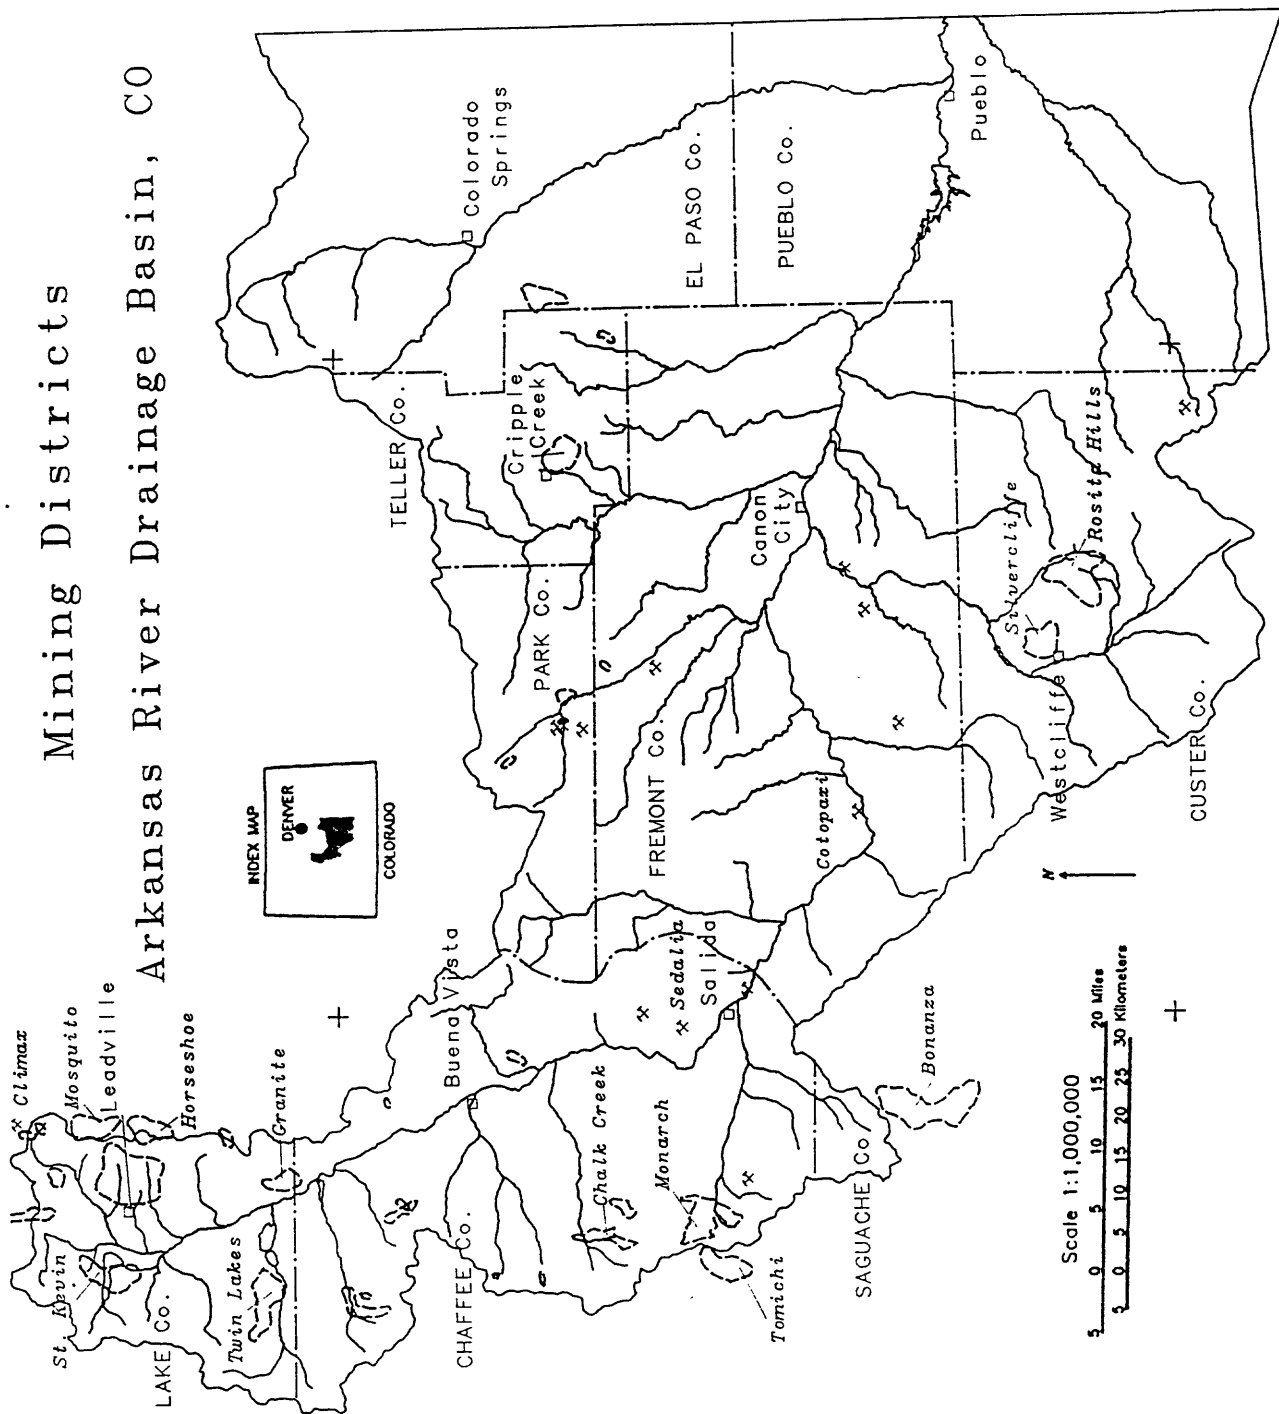 Mining Districts
Arkansas River Drainage Basin, CO
INDEX MAP
DENVER
COLORADO
Climax
Mosquito
Leadville
Horseshoe
Granite
St. Kevin
LAKE Co.
Twin Lakes
Buena Vista
CHAFFEE Co.
Chalk Creek
Monarch
Tomichi
Sedalia
Salida
SAGUACHE Co
Bonanza
TELLER Co.
Cripple
Creek
PARK Co.
FREMONT Co.
Canon
City
Cotopaxi
Colorado
Springs
EL PASO Co.
PUEBLO Co.
Pueblo
Silvercliffe
Rosita Hills
Westcliffe
CUSTER Co.
N
Scale 1:1,000,000
5 0 5 10 15 20 Miles
5 0 5 10 15 20 25 30 Kilometers